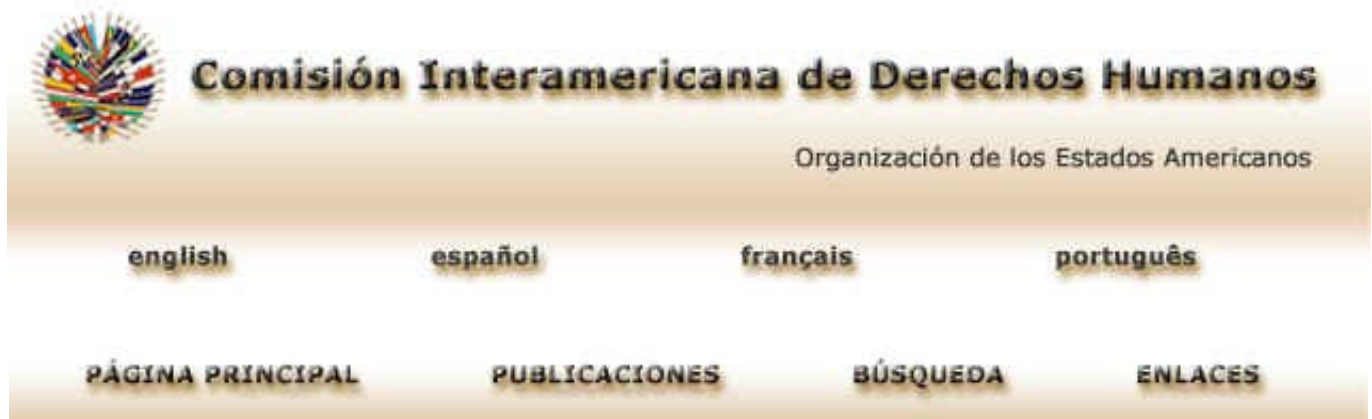 Comisión Interamericana de Derechos Humanos
Organización de los Estados Americanos
english español français português
PÁGINA PRINCIPAL PUBLICACIONES BÚSQUEDA ENLACES